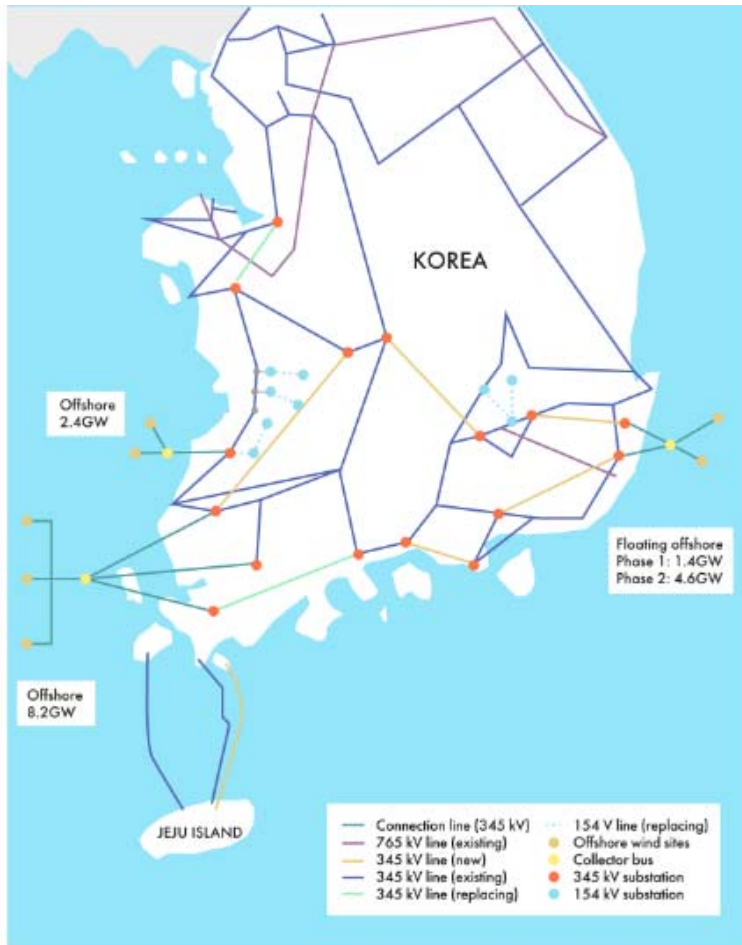 KOREA
Offshore
2.4GW
Floating offshore
Phase 1: 1.4GW
Phase 2: 4.6GW
Offshore
8.2GW
JEJU ISLAND
Connection line (345 kV)
765 kV line (existing)
345 kV line (new)
345 kV line (existing)
345 kV line (replacing)
154 V line (replacing)
Offshore wind sites
Collector bus
345 kV substation
154 kV substation